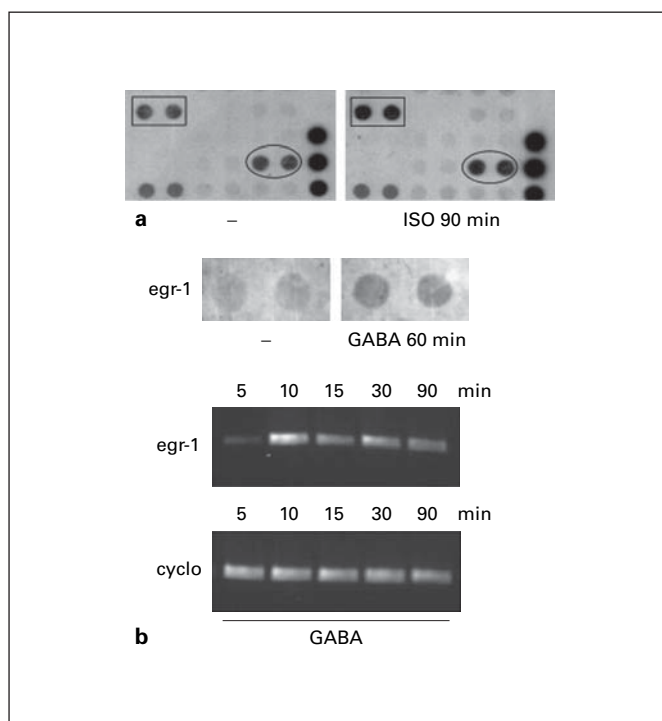 a
–
ISO 90 min
egr-1
–
GABA 60 min
5 10 15 30 90 min
egr-1
5 10 15 30 90 min
cyclo
b
GABA